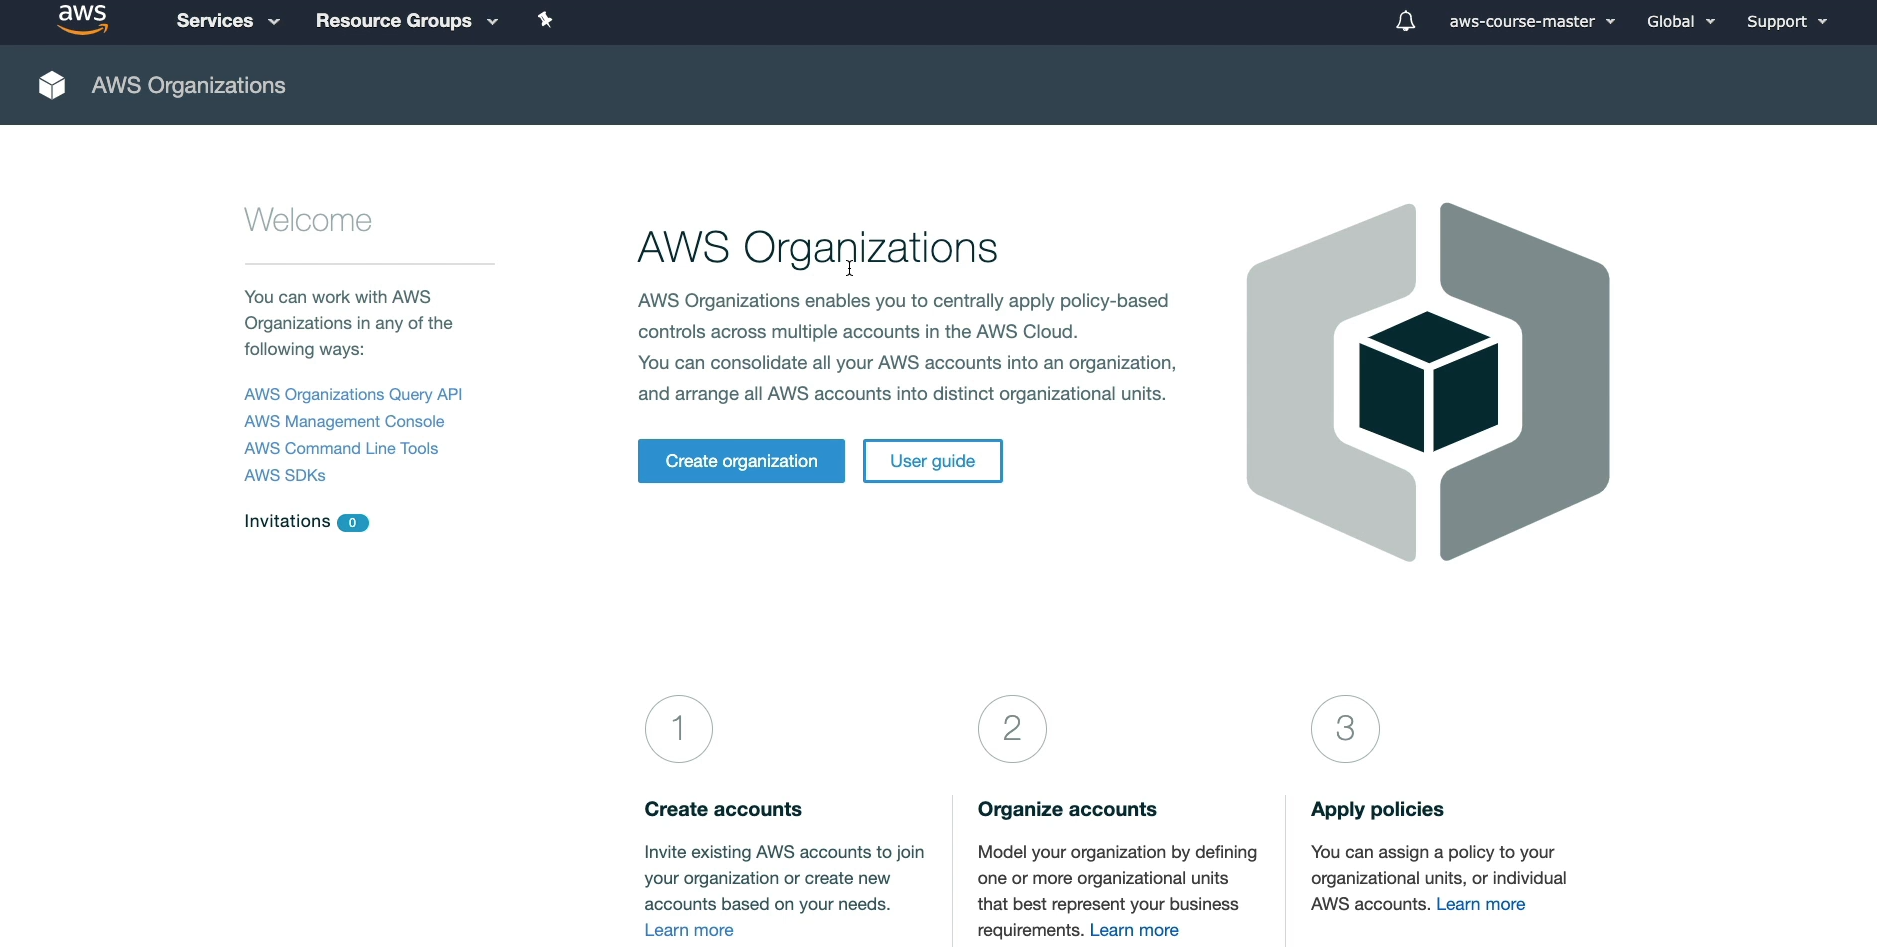 aws
Services
Resource Groups
aws-course-master
Global
Support
AWS Organizations
Welcome
You can work with AWS
Organizations in any of the
following ways:
AWS Organizations Query API
AWS Management Console
AWS Command Line Tools
AWS SDKs
Invitations 0
AWS Organizations
AWS Organizations enables you to centrally apply policy-based
controls across multiple accounts in the AWS Cloud.
You can consolidate all your AWS accounts into an organization,
and arrange all AWS accounts into distinct organizational units.
Create organization
User guide
1
Create accounts
Invite existing AWS accounts to join
your organization or create new
accounts based on your needs.
Learn more
2
Organize accounts
Model your organization by defining
one or more organizational units
that best represent your business
requirements. Learn more
3
Apply policies
You can assign a policy to your
organizational units, or individual
AWS accounts. Learn more